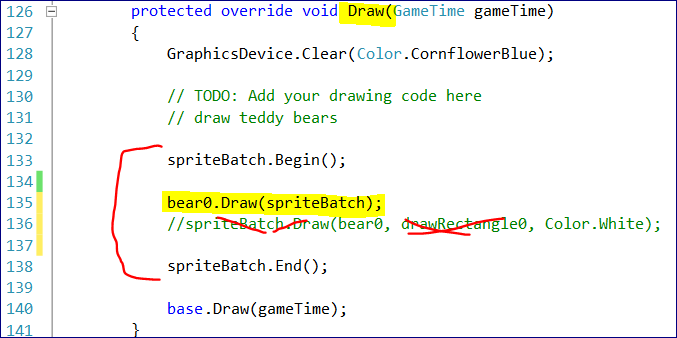 126 protected override void Draw(GameTime gameTime)
127 {
128 GraphicsDevice.Clear(Color.CornflowerBlue);
129
130 // TODO: Add your drawing code here
131 // draw teddy bears
132
133 spriteBatch.Begin();
134
135 bear0.Draw(spriteBatch);
136 //spriteBatch.Draw(bear0, drawRectangle0, Color.White);
137
138 spriteBatch.End();
139
140 base.Draw(gameTime);
141 }